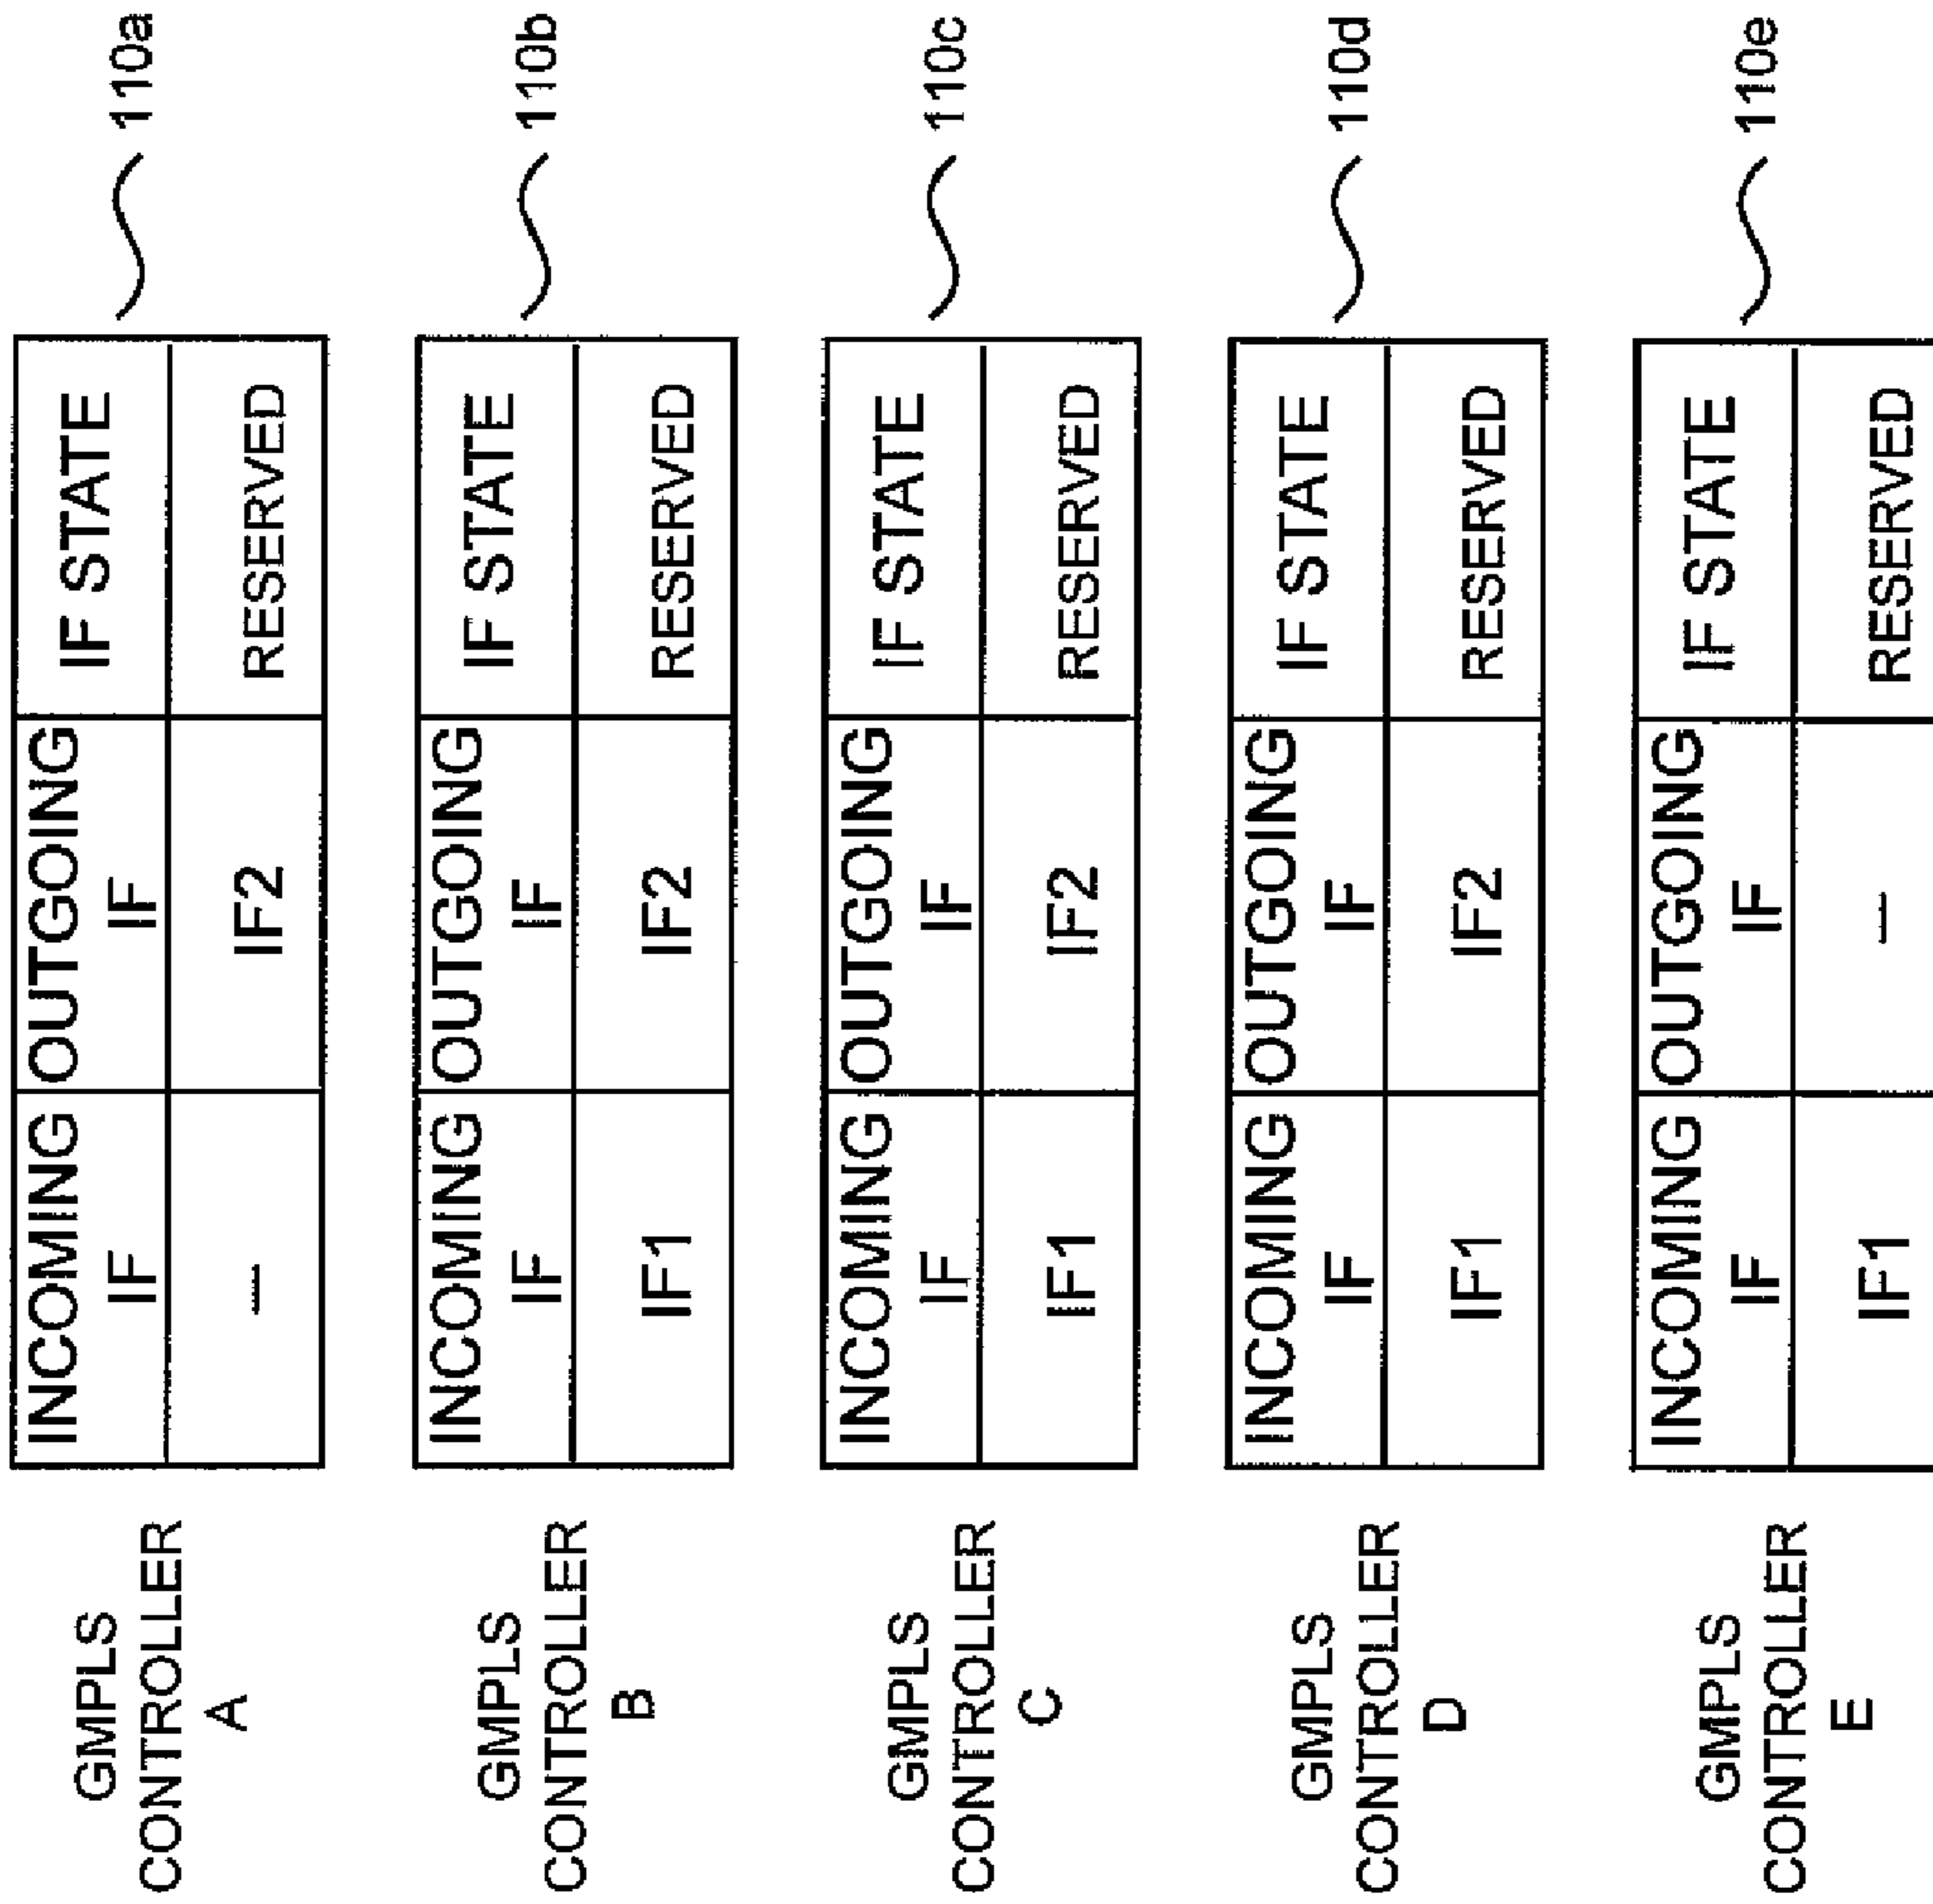 GMPLS
CONTROLLER
A
INCOMING
IF
OUTGOING
IF
IF STATE
—
IF2
RESERVED
110a
GMPLS
CONTROLLER
B
INCOMING
IF
OUTGOING
IF
IF STATE
IF1
IF2
RESERVED
110b
GMPLS
CONTROLLER
C
INCOMING
IF
OUTGOING
IF
IF STATE
IF1
IF2
RESERVED
110c
GMPLS
CONTROLLER
D
INCOMING
IF
OUTGOING
IF
IF STATE
IF1
IF2
RESERVED
110d
GMPLS
CONTROLLER
E
INCOMING
IF
OUTGOING
IF
IF STATE
IF1
—
RESERVED
110e